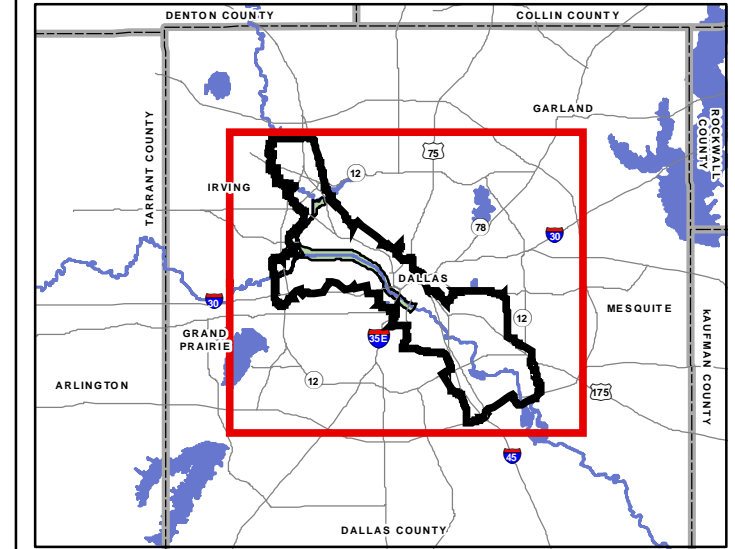 DENTON COUNTY
COLLIN COUNTY
GARLAND
ROCKWALL
COUNTY
TARRANT COUNTY
75
12
IRVING
78
30
DALLAS
30
12
MESQUITE
GRAND
PRAIRIE
35E
KAUFMAN COUNTY
ARLINGTON
12
175
45
DALLAS COUNTY